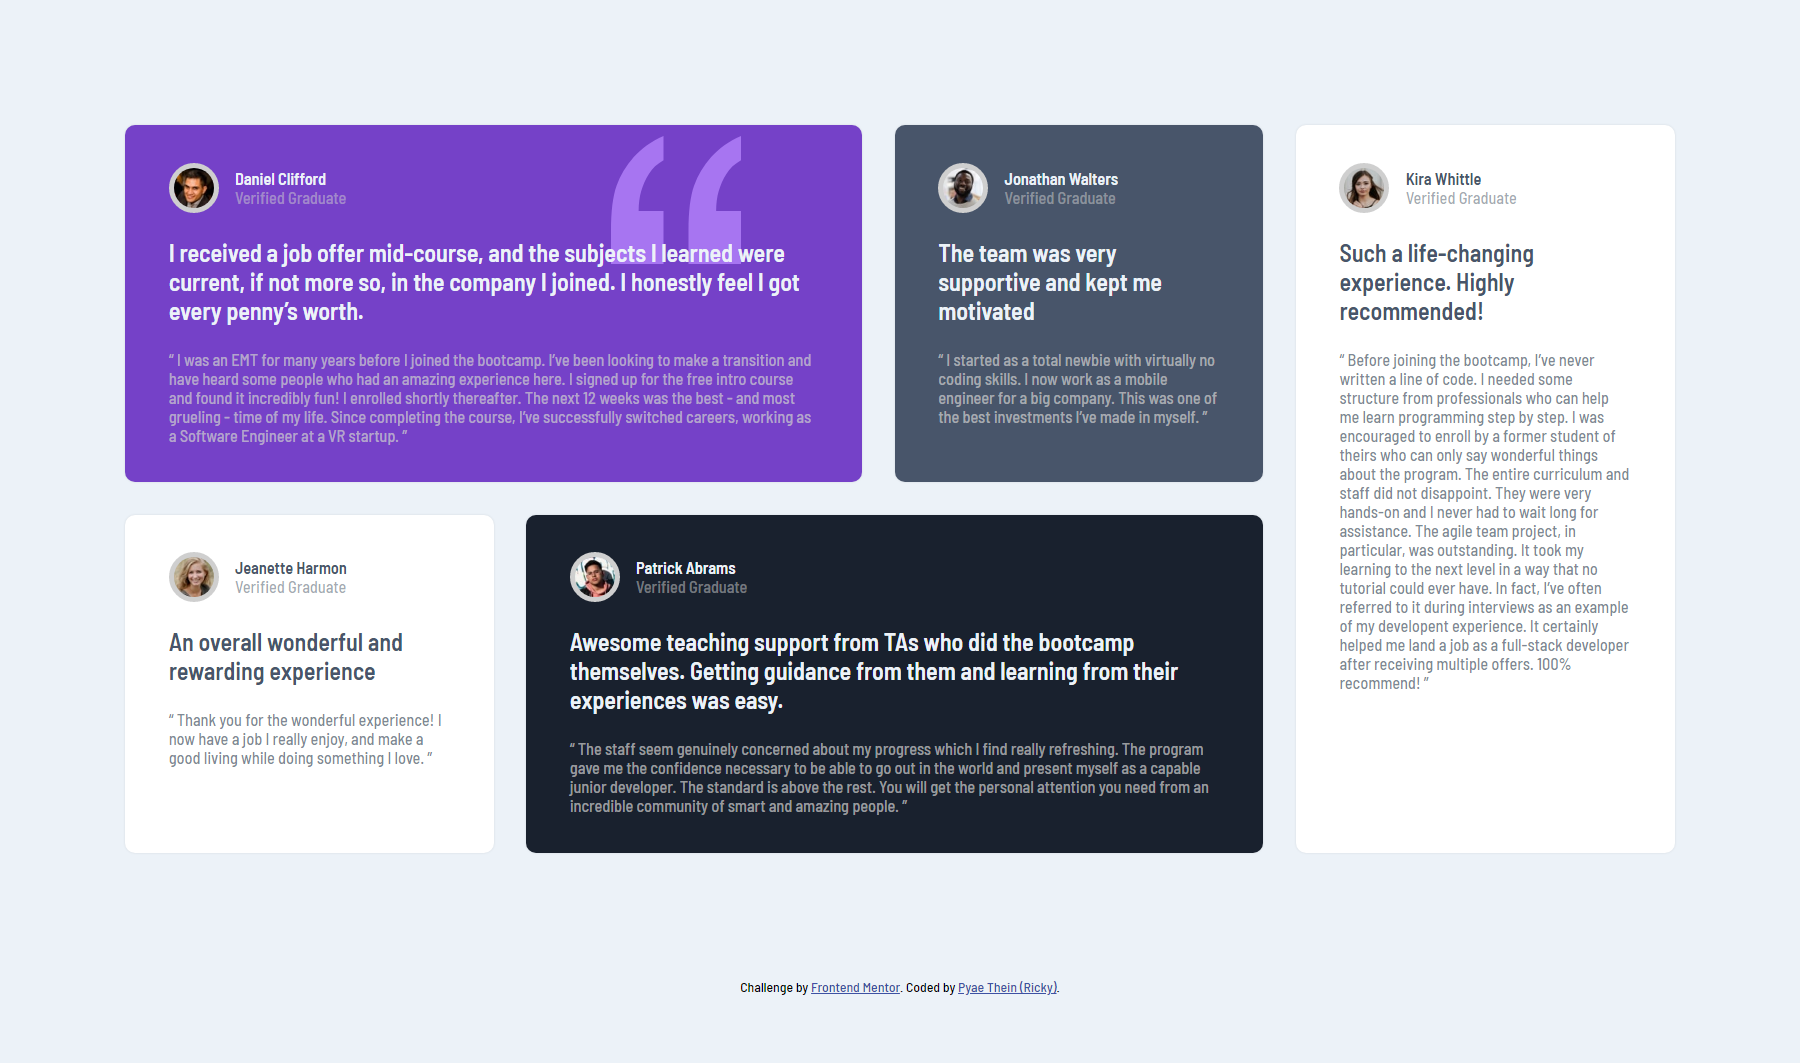 Daniel Clifford
Verified Graduate
I received a job offer mid-course, and the subjects I learned were
current, if not more so, in the company I joined. I honestly feel I got
every penny’s worth.
“ I was an EMT for many years before I joined the bootcamp. I’ve been looking to make a transition and
have heard some people who had an amazing experience here. I signed up for the free intro course
and found it incredibly fun! I enrolled shortly thereafter. The next 12 weeks was the best - and most
grueling - time of my life. Since completing the course, I’ve successfully switched careers, working as
a Software Engineer at a VR startup. ”
Jonathan Walters
Verified Graduate
The team was very
supportive and kept me
motivated
“ I started as a total newbie with virtually no
coding skills. I now work as a mobile
engineer for a big company. This was one of
the best investments I’ve made in myself. ”
Kira Whittle
Verified Graduate
Such a life-changing
experience. Highly
recommended!
“ Before joining the bootcamp, I’ve never
written a line of code. I needed some
structure from professionals who can help
me learn programming step by step. I was
encouraged to enroll by a former student of
theirs who can only say wonderful things
about the program. The entire curriculum and
staff did not disappoint. They were very
hands-on and I never had to wait long for
assistance. The agile team project, in
particular, was outstanding. It took my
learning to the next level in a way that no
tutorial could ever have. In fact, I’ve often
referred to it during interviews as an example
of my developent experience. It certainly
helped me land a job as a full-stack developer
after receiving multiple offers. 100%
recommend! ”
Jeanette Harmon
Verified Graduate
An overall wonderful and
rewarding experience
“ Thank you for the wonderful experience! I
now have a job I really enjoy, and make a
good living while doing something I love. ”
Patrick Abrams
Verified Graduate
Awesome teaching support from TAs who did the bootcamp
themselves. Getting guidance from them and learning from their
experiences was easy.
“ The staff seem genuinely concerned about my progress which I find really refreshing. The program
gave me the confidence necessary to be able to go out in the world and present myself as a capable
junior developer. The standard is above the rest. You will get the personal attention you need from an
incredible community of smart and amazing people. ”
Challenge by Frontend Mentor. Coded by Pyae Thein (Ricky).